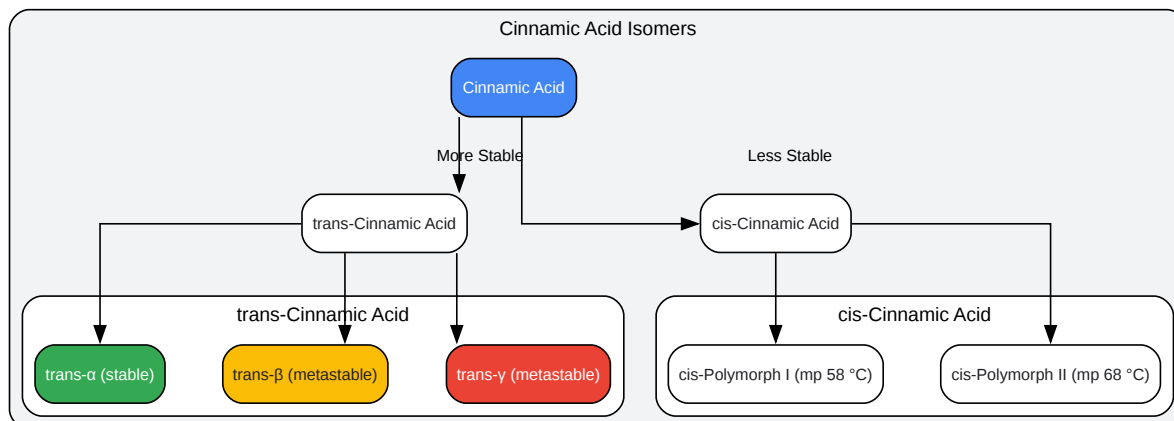 Cinnamic Acid Isomers
Cinnamic Acid
More Stable
Less Stable
trans-Cinnamic Acid
cis-Cinnamic Acid
trans-Cinnamic Acid
cis-Cinnamic Acid
trans-α (stable)
trans-β (metastable)
trans-γ (metastable)
cis-Polymorph I (mp 58 °C)
cis-Polymorph II (mp 68 °C)